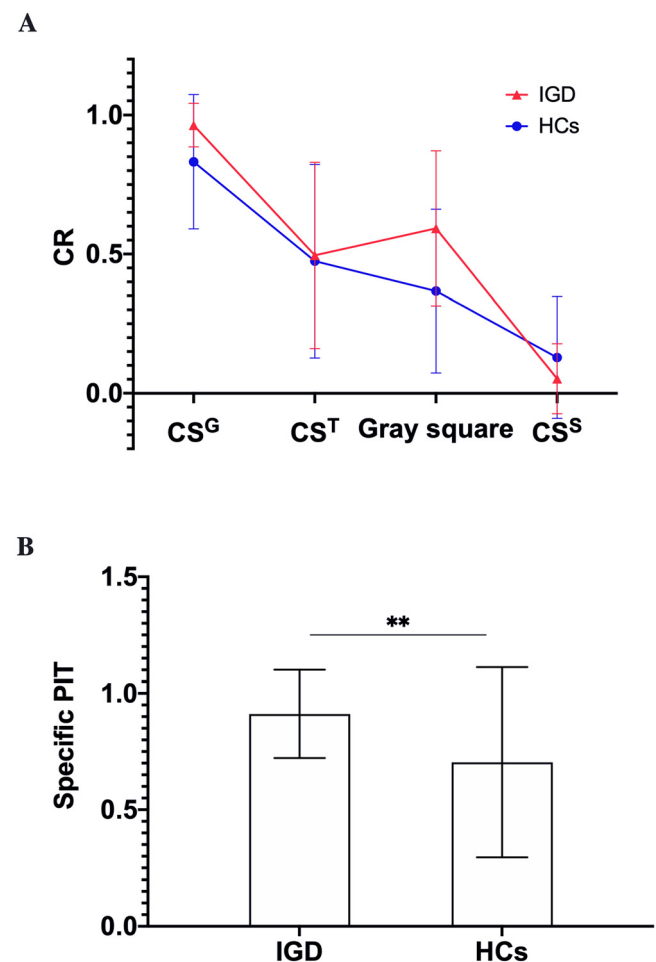 A
IGD
HCs
1.0
0.5
0.0
CR
CSG
CST
Gray square
CSS
B
1.5
**
1.0
0.5
0.0
Specific PIT
IGD
HCs